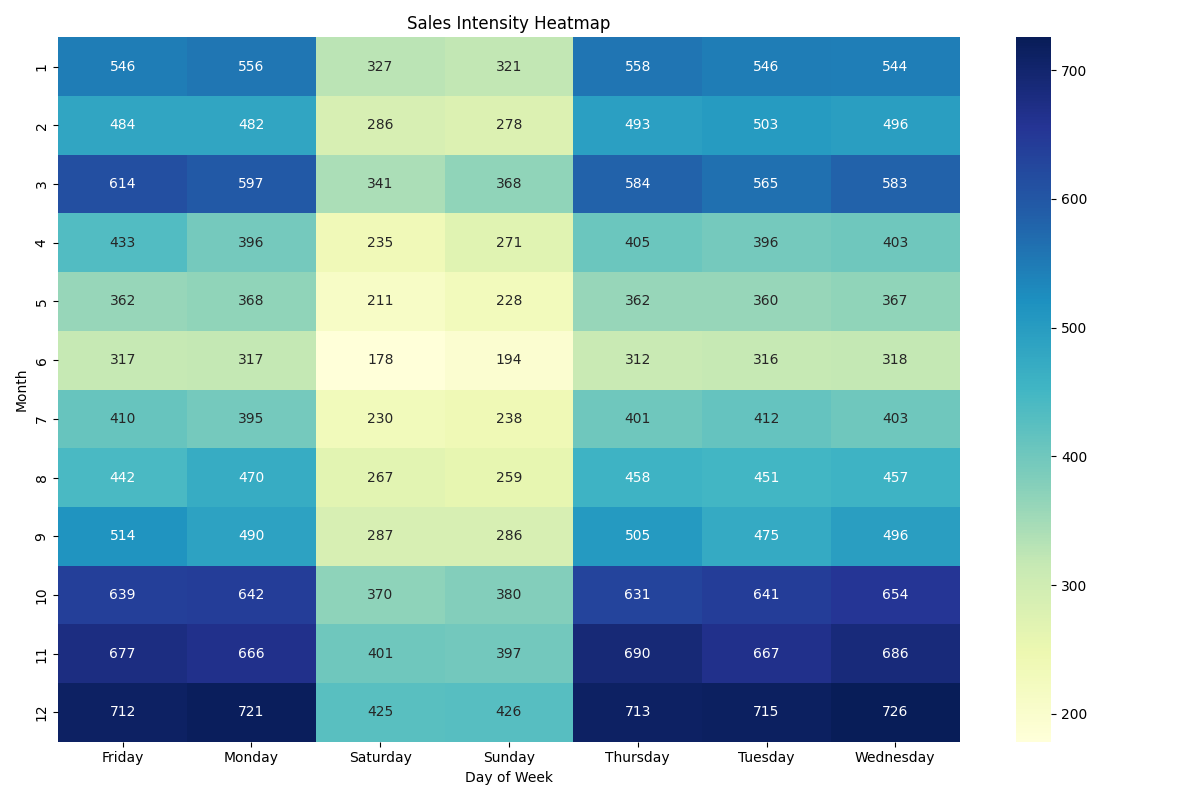 Sales Intensity Heatmap
1 546 556 327 321 558 546 544
2 484 482 286 278 493 503 496
3 614 597 341 368 584 565 583
4 433 396 235 271 405 396 403
5 362 368 211 228 362 360 367
6 317 317 178 194 312 316 318
7 410 395 230 238 401 412 403
8 442 470 267 259 458 451 457
9 514 490 287 286 505 475 496
10 639 642 370 380 631 641 654
11 677 666 401 397 690 667 686
12 712 721 425 426 713 715 726
Month
Friday Monday Saturday Sunday Thursday Tuesday Wednesday
Day of Week
700
600
500
400
300
200